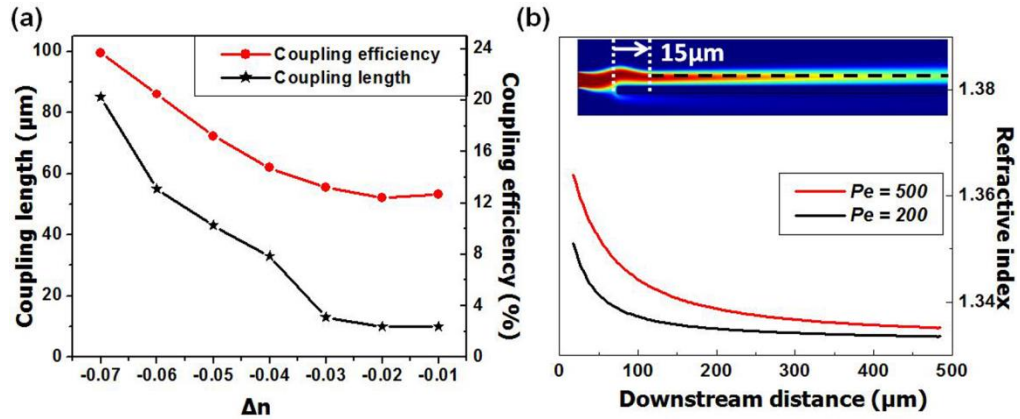 (a)
Coupling length (μm)
100
80
60
40
20
0
Coupling efficiency
Coupling length
24
20
16
12
8
4
0
Coupling efficiency (%)
-0.07 -0.06 -0.05 -0.04 -0.03 -0.02 -0.01
Δn
(b)
15μm
1.38
1.36
1.34
Refractive index
Pe = 500
Pe = 200
0 100 200 300 400 500
Downstream distance (μm)